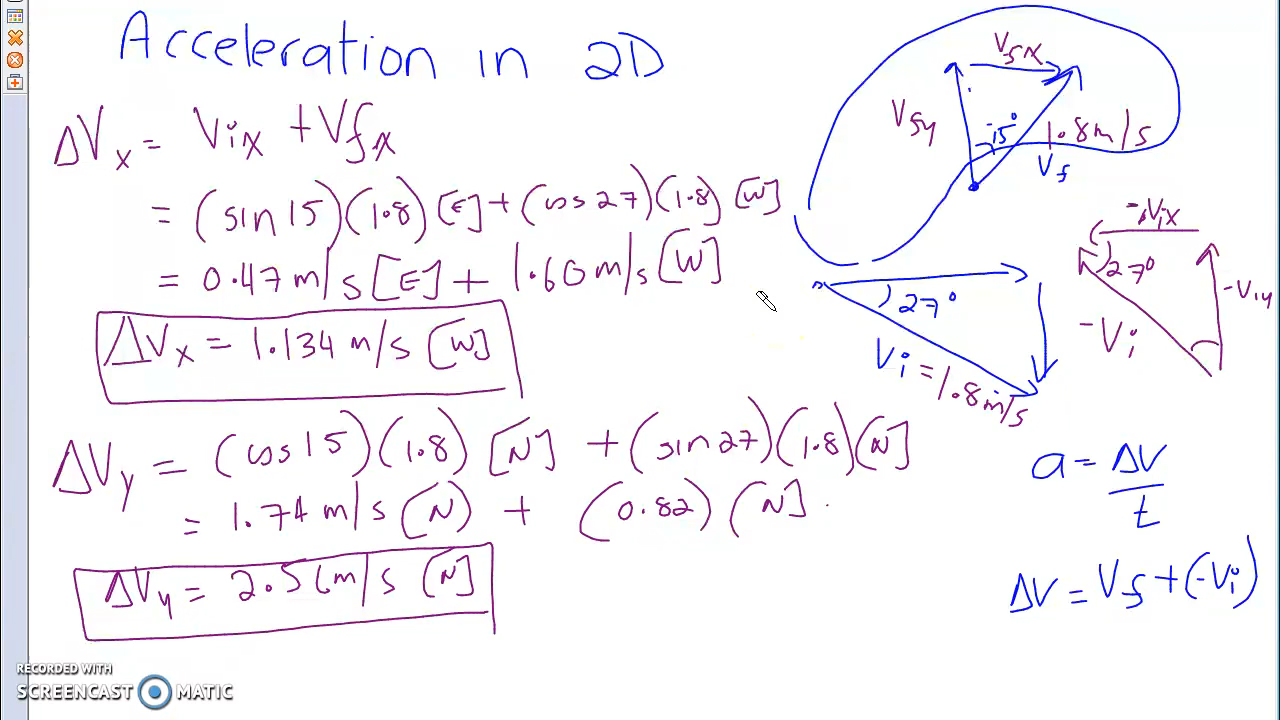 Acceleration in 2D
ΔVx = Vix + Vfx
= (sin 15)(1.8) [E] + (cos 27)(1.8) [W]
= 0.47 m/s [E] + 1.60 m/s [W]
ΔVx = 1.134 m/s [W]
ΔVy = (cos 15)(1.8) [N] + (sin 27)(1.8) [N]
= 1.74 m/s [N] + (0.82) [N]
ΔVy = 2.56 m/s [N]
Vfx
Vfy
15°
1.8 m/s
Vf
27°
Vi = 1.8 m/s
-Vix
27°
-Viy
-Vi
a = ΔV
t
ΔV = Vf + (-Vi)
RECORDED WITH
SCREENCAST MATIC